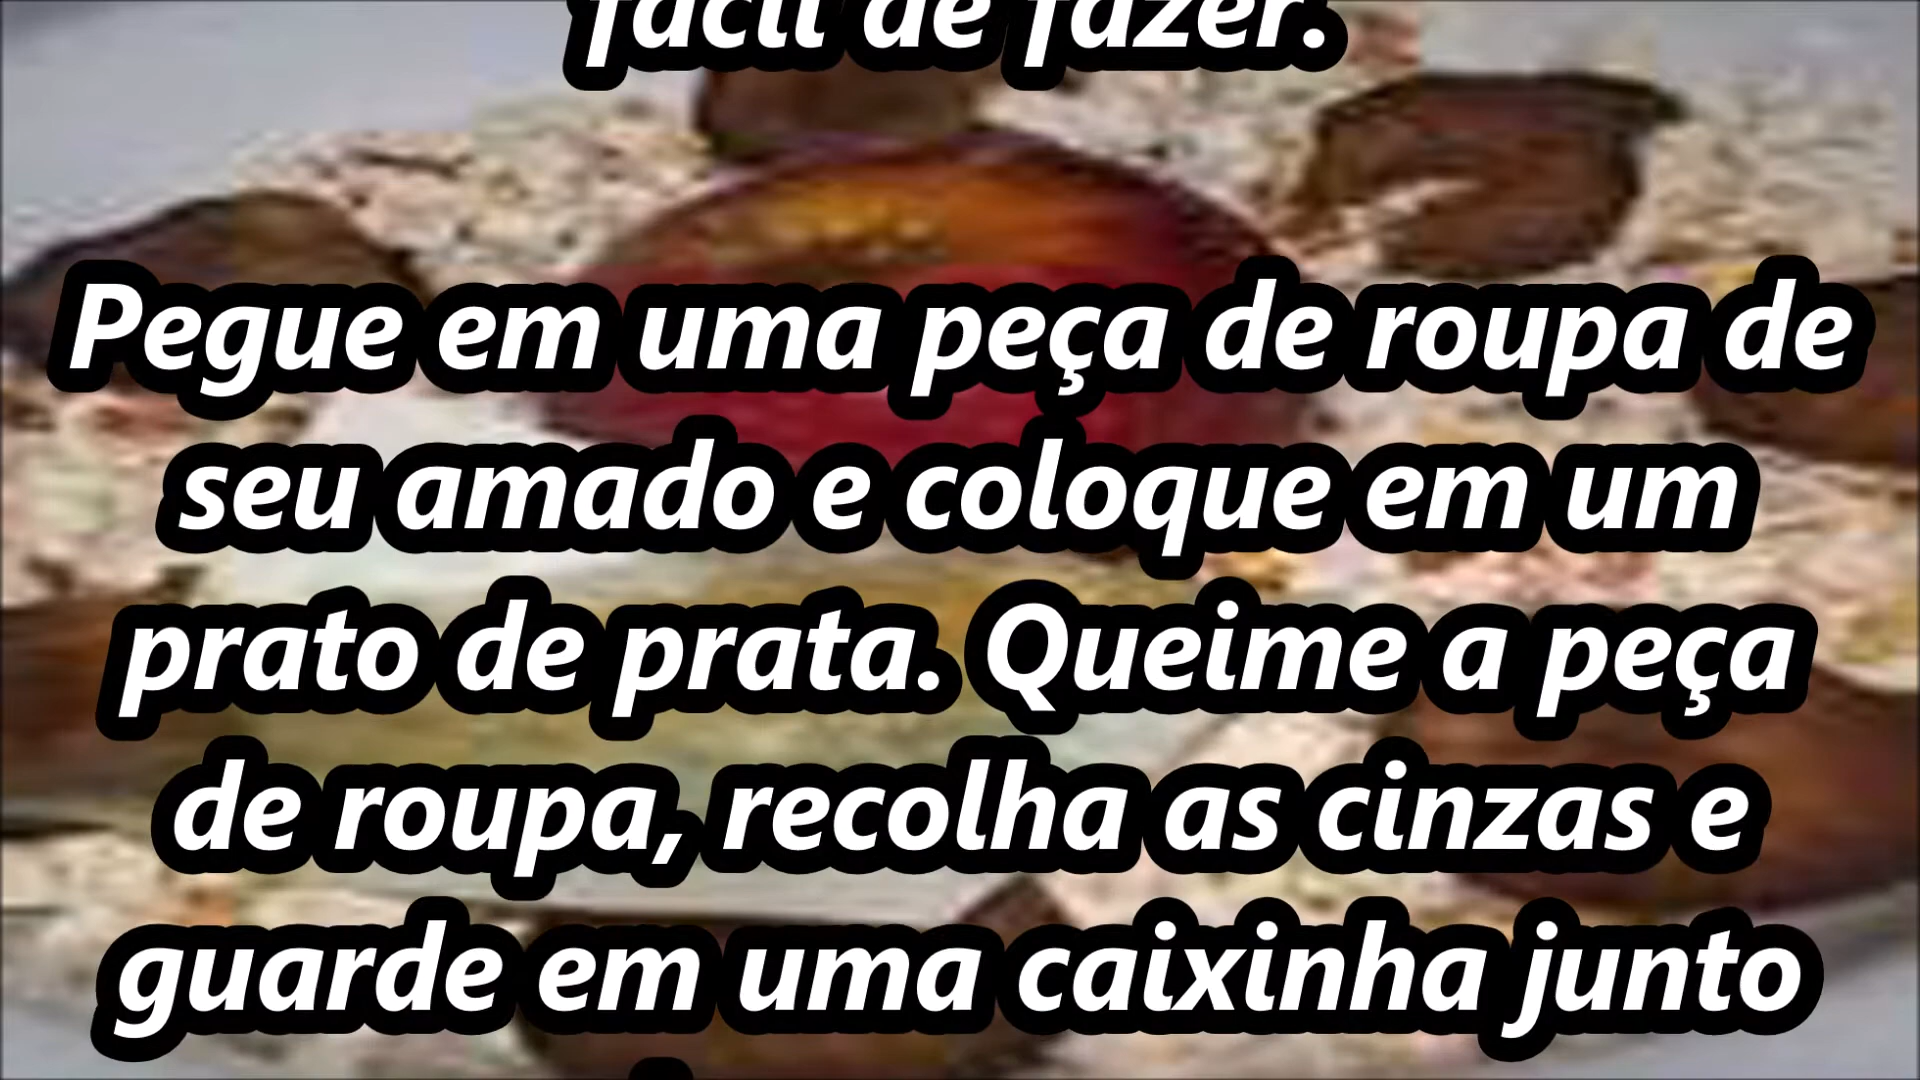 fácil de fazer.
Pegue em uma peça de roupa de
seu amado e coloque em um
prato de prata. Queime a peça
de roupa, recolha as cinzas e
guarde em uma caixinha junto